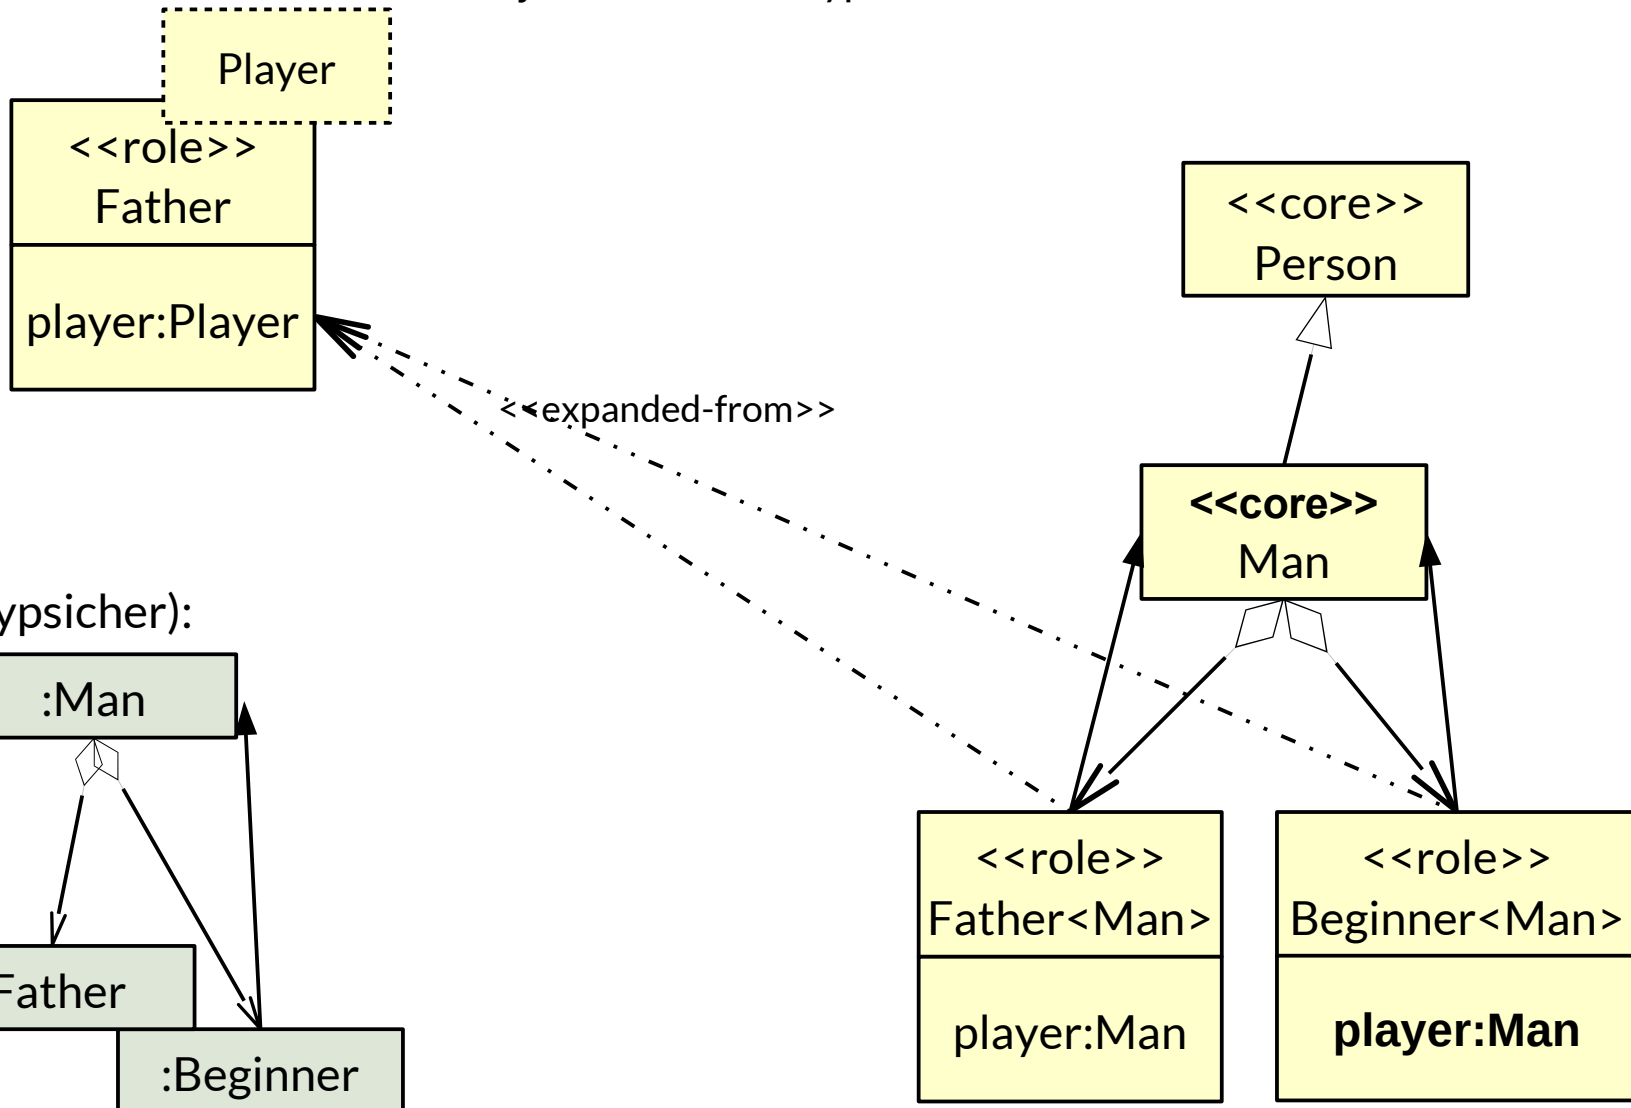 Player
<<role>>
Father
player:Player
<<core>>
Person
<<expanded-from>>
<<core>>
Man
ypsicher):
:Man
<<role>>
Father<Man>
player:Man
<<role>>
Beginner<Man>
player:Man
Father
:Beginner